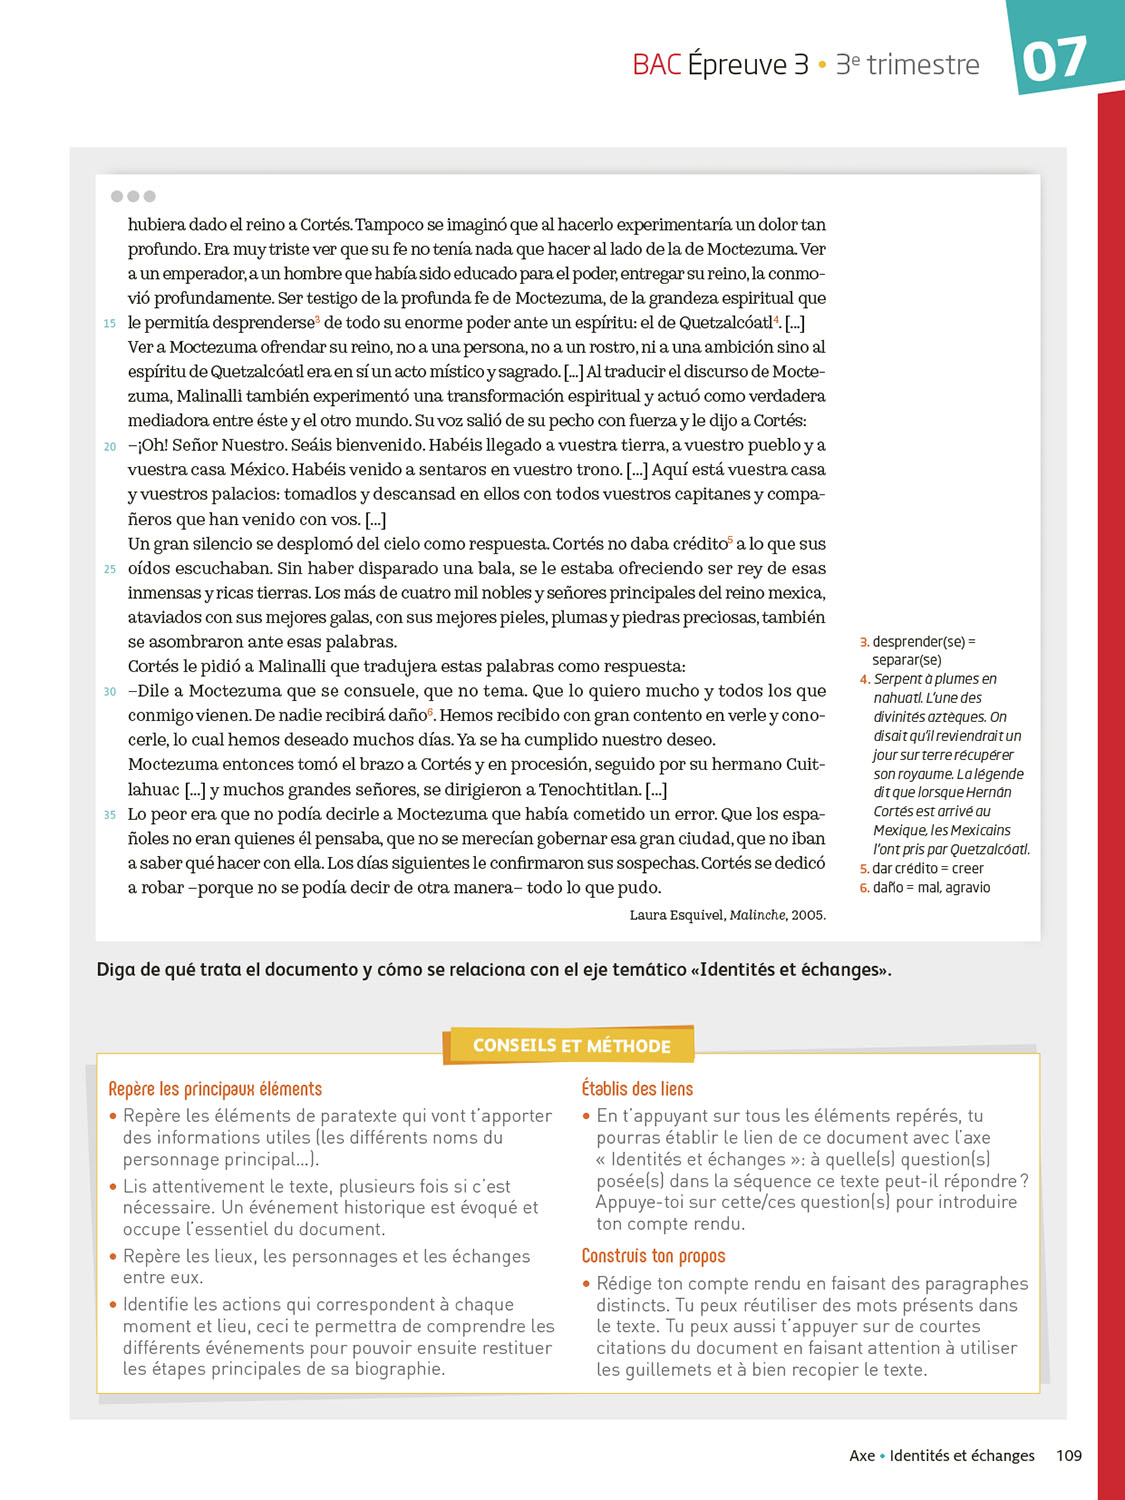 BAC Épreuve 3 • 3e trimestre
07
hubiera dado el reino a Cortés. Tampoco se imaginó que al hacerlo experimentaría un dolor tan
profundo. Era muy triste ver que su fe no tenía nada que hacer al lado de la de Moctezuma. Ver
a un emperador, a un hombre que había sido educado para el poder, entregar su reino, la conmo-
vió profundamente. Ser testigo de la profunda fe de Moctezuma, de la grandeza espiritual que
15 le permitía desprenderse3 de todo su enorme poder ante un espíritu: el de Quetzalcóatl4. [...]
Ver a Moctezuma ofrendar su reino, no a una persona, no a un rostro, ni a una ambición sino al
espíritu de Quetzalcóatl era en sí un acto místico y sagrado. [...] Al traducir el discurso de Mocte-
zuma, Malinalli también experimentó una transformación espiritual y actuó como verdadera
mediadora entre éste y el otro mundo. Su voz salió de su pecho con fuerza y le dijo a Cortés:
20 –¡Oh! Señor Nuestro. Seáis bienvenido. Habéis llegado a vuestra tierra, a vuestro pueblo y a
vuestra casa México. Habéis venido a sentaros en vuestro trono. [...] Aquí está vuestra casa
y vuestros palacios: tomadlos y descansad en ellos con todos vuestros capitanes y compa-
ñeros que han venido con vos. [...]
Un gran silencio se desplomó del cielo como respuesta. Cortés no daba crédito5 a lo que sus
25 oídos escuchaban. Sin haber disparado una bala, se le estaba ofreciendo ser rey de esas
inmensas y ricas tierras. Los más de cuatro mil nobles y señores principales del reino mexica,
ataviados con sus mejores galas, con sus mejores pieles, plumas y piedras preciosas, también
se asombraron ante esas palabras.
Cortés le pidió a Malinalli que tradujera estas palabras como respuesta:
30 –Dile a Moctezuma que se consuele, que no tema. Que lo quiero mucho y todos los que
conmigo vienen. De nadie recibirá daño6. Hemos recibido con gran contento en verle y cono-
cerle, lo cual hemos deseado muchos días. Ya se ha cumplido nuestro deseo.
Moctezuma entonces tomó el brazo a Cortés y en procesión, seguido por su hermano Cuit-
lahuac [...] y muchos grandes señores, se dirigieron a Tenochtitlan. [...]
35 Lo peor era que no podía decirle a Moctezuma que había cometido un error. Que los espa-
ñoles no eran quienes él pensaba, que no se merecían gobernar esa gran ciudad, que no iban
a saber qué hacer con ella. Los días siguientes le confirmaron sus sospechas. Cortés se dedicó
a robar –porque no se podía decir de otra manera– todo lo que pudo.
Laura Esquivel, Malinche, 2005.
3. desprender(se) =
separar(se)
4. Serpent à plumes en
nahuatl. L'une des
divinités aztèques. On
disait qu'il reviendrait un
jour sur terre récupérer
son royaume. La légende
dit que lorsque Hernán
Cortés est arrivé au
Mexique, les Mexicains
l'ont pris par Quetzalcóatl.
5. dar crédito = creer
6. daño = mal, agravio
Diga de qué trata el documento y cómo se relaciona con el eje temático «Identités et échanges».
CONSEILS ET MÉTHODE
Repère les principaux éléments
• Repère les éléments de paratexte qui vont t'apporter
des informations utiles (les différents noms du
personnage principal...).
• Lis attentivement le texte, plusieurs fois si c'est
nécessaire. Un événement historique est évoqué et
occupe l'essentiel du document.
• Repère les lieux, les personnages et les échanges
entre eux.
• Identifie les actions qui correspondent à chaque
moment et lieu, ceci te permettra de comprendre les
différents événements pour pouvoir ensuite restituer
les étapes principales de sa biographie.
Établis des liens
• En t'appuyant sur tous les éléments repérés, tu
pourras établir le lien de ce document avec l'axe
« Identités et échanges »: à quelle(s) question(s)
posée(s) dans la séquence ce texte peut-il répondre ?
Appuye-toi sur cette/ces question(s) pour introduire
ton compte rendu.
Construis ton propos
• Rédige ton compte rendu en faisant des paragraphes
distincts. Tu peux réutiliser des mots présents dans
le texte. Tu peux aussi t'appuyer sur de courtes
citations du document en faisant attention à utiliser
les guillemets et à bien recopier le texte.
Axe • Identités et échanges 109